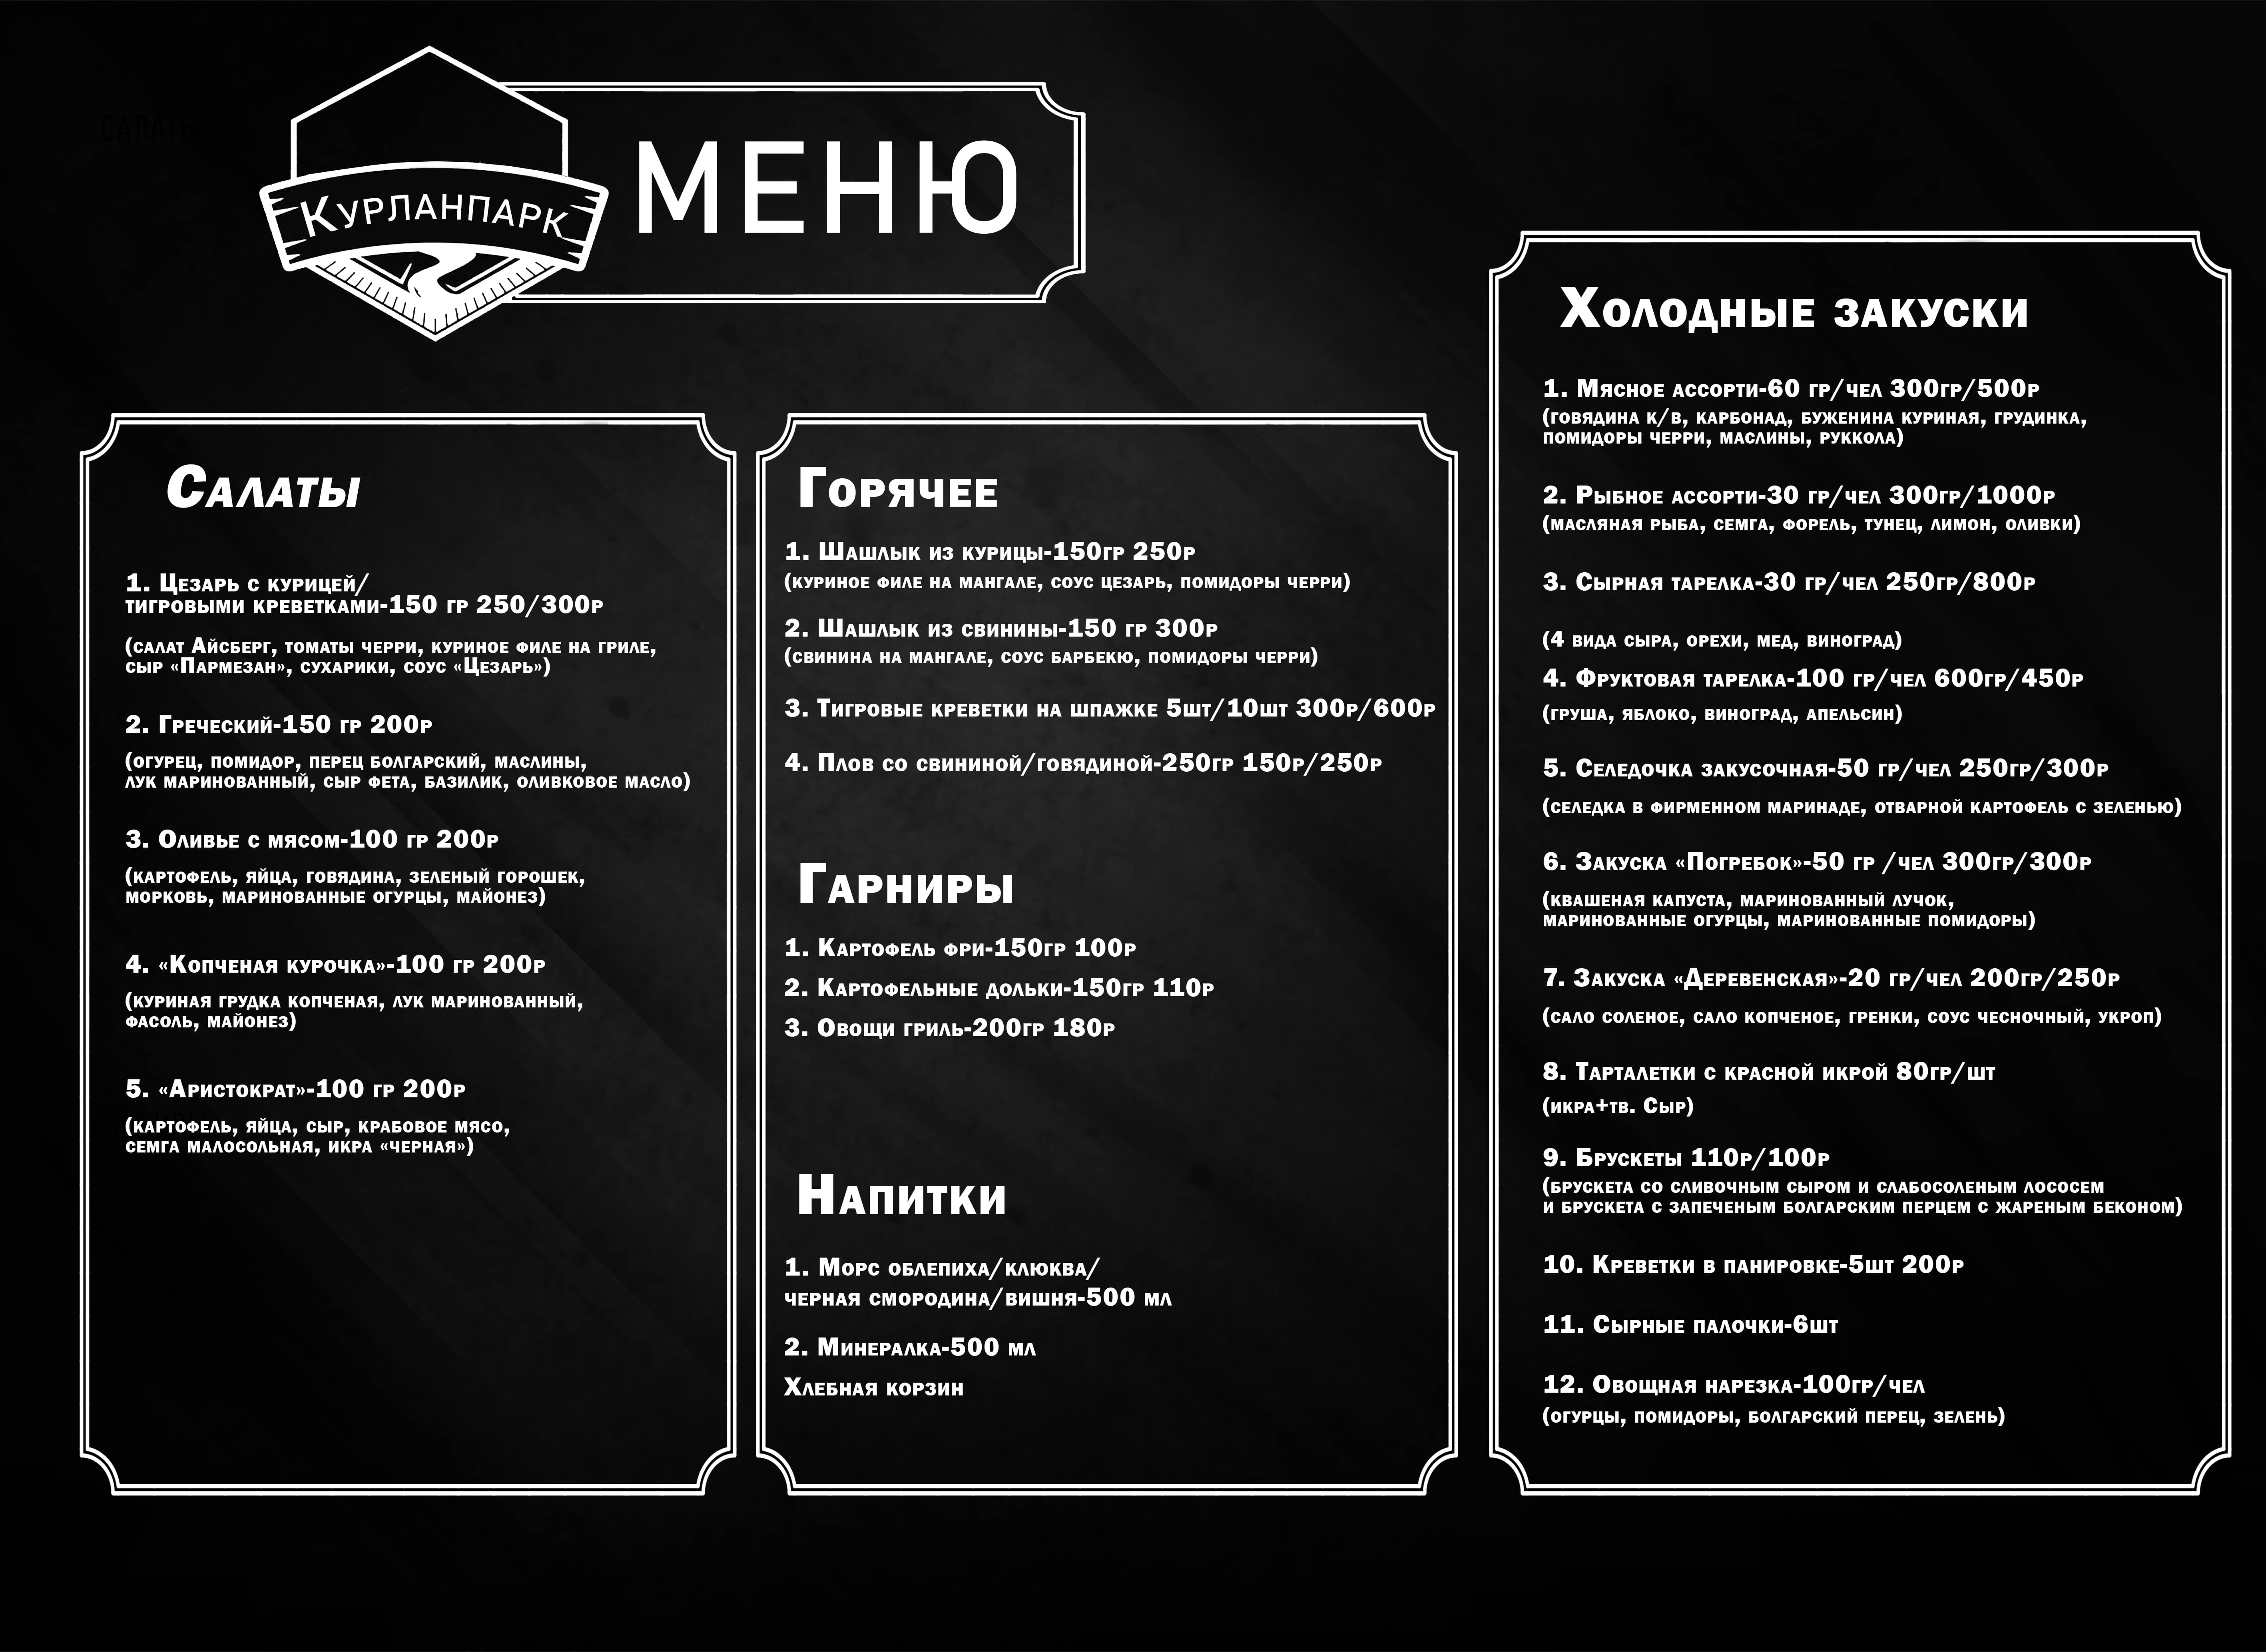 Курланпарк
МЕНЮ
Салаты
1. Цезарь с курицей/
тигровыми креветками-150 гр 250/300р
(салат Айсберг, томаты черри, куриное филе на гриле,
сыр «Пармезан», сухарики, соус «Цезарь»)
2. Греческий-150 гр 200р
(огурец, помидор, перец болгарский, маслины,
лук маринованный, сыр фета, базилик, оливковое масло)
3. Оливье с мясом-100 гр 200р
(картофель, яйца, говядина, зеленый горошек,
морковь, маринованные огурцы, майонез)
4. «Копченая курочка»-100 гр 200р
(куриная грудка копченая, лук маринованный,
фасоль, майонез)
5. «Аристократ»-100 гр 200р
(картофель, яйца, сыр, крабовое мясо,
семга малосольная, икра «черная»)
Горячее
1. Шашлык из курицы-150гр 250р
(куриное филе на мангале, соус цезарь, помидоры черри)
2. Шашлык из свинины-150 гр 300р
(свинина на мангале, соус барбекю, помидоры черри)
3. Тигровые креветки на шпажке 5шт/10шт 300р/600р
4. Плов со свининой/говядиной-250гр 150р/250р
Гарниры
1. Картофель фри-150гр 100р
2. Картофельные дольки-150гр 110р
3. Овощи гриль-200гр 180р
Напитки
1. Морс облепиха/клюква/
черная смородина/вишня-500 мл
2. Минералка-500 мл
Хлебная корзин
Холодные закуски
1. Мясное ассорти-60 гр/чел 300гр/500р
(говядина к/в, карбонад, буженина куриная, грудинка,
помидоры черри, маслины, руккола)
2. Рыбное ассорти-30 гр/чел 300гр/1000р
(масляная рыба, семга, форель, тунец, лимон, оливки)
3. Сырная тарелка-30 гр/чел 250гр/800р
(4 вида сыра, орехи, мед, виноград)
4. Фруктовая тарелка-100 гр/чел 600гр/450р
(груша, яблоко, виноград, апельсин)
5. Селедочка закусочная-50 гр/чел 250гр/300р
(селедка в фирменном маринаде, отварной картофель с зеленью)
6. Закуска «Погребок»-50 гр /чел 300гр/300р
(квашеная капуста, маринованный лучок,
маринованные огурцы, маринованные помидоры)
7. Закуска «Деревенская»-20 гр/чел 200гр/250р
(сало соленое, сало копченое, гренки, соус чесночный, укроп)
8. Тарталетки с красной икрой 80гр/шт
(икра+тв. Сыр)
9. Брускеты 110р/100р
(брускета со сливочным сыром и слабосоленым лососем
и брускета с запеченым болгарским перцем с жареным беконом)
10. Креветки в панировке-5шт 200р
11. Сырные палочки-6шт
12. Овощная нарезка-100гр/чел
(огурцы, помидоры, болгарский перец, зелень)